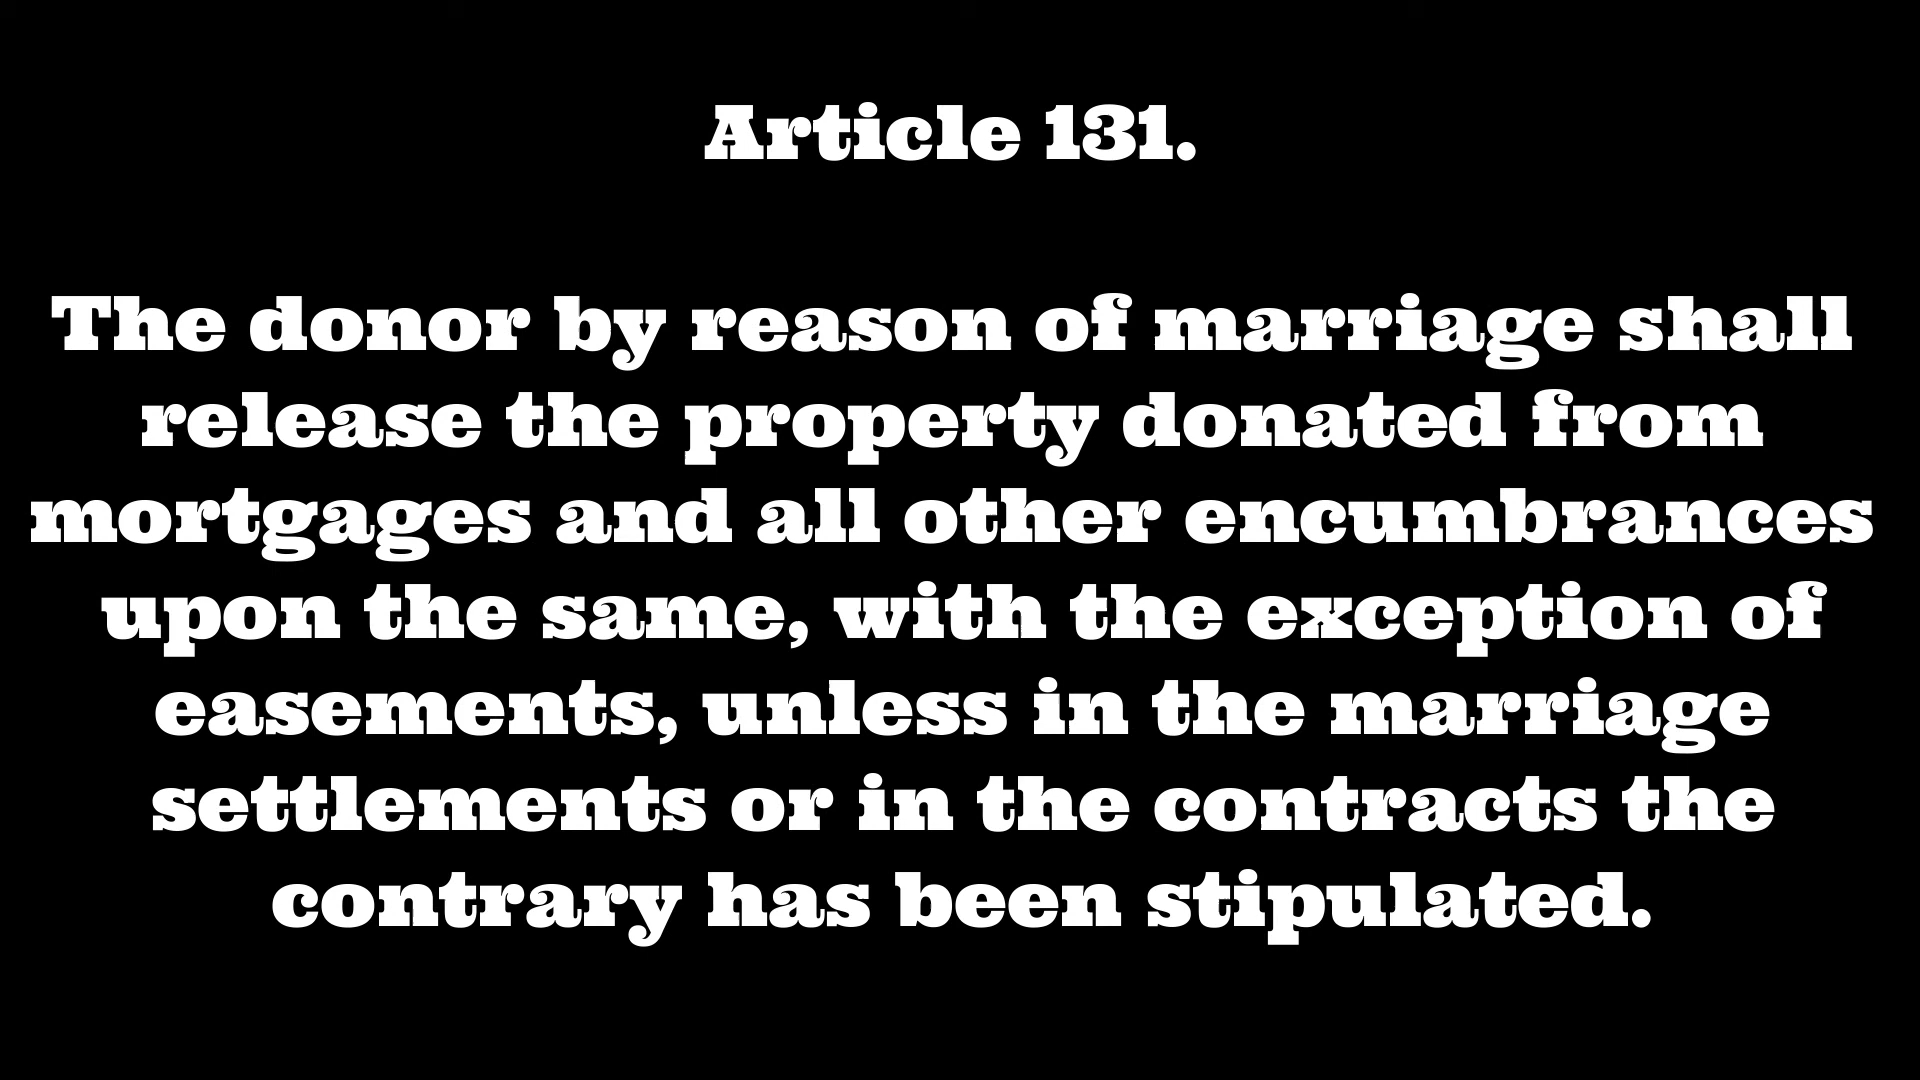 Article 131.
The donor by reason of marriage shall
release the property donated from
mortgages and all other encumbrances
upon the same, with the exception of
easements, unless in the marriage
settlements or in the contracts the
contrary has been stipulated.